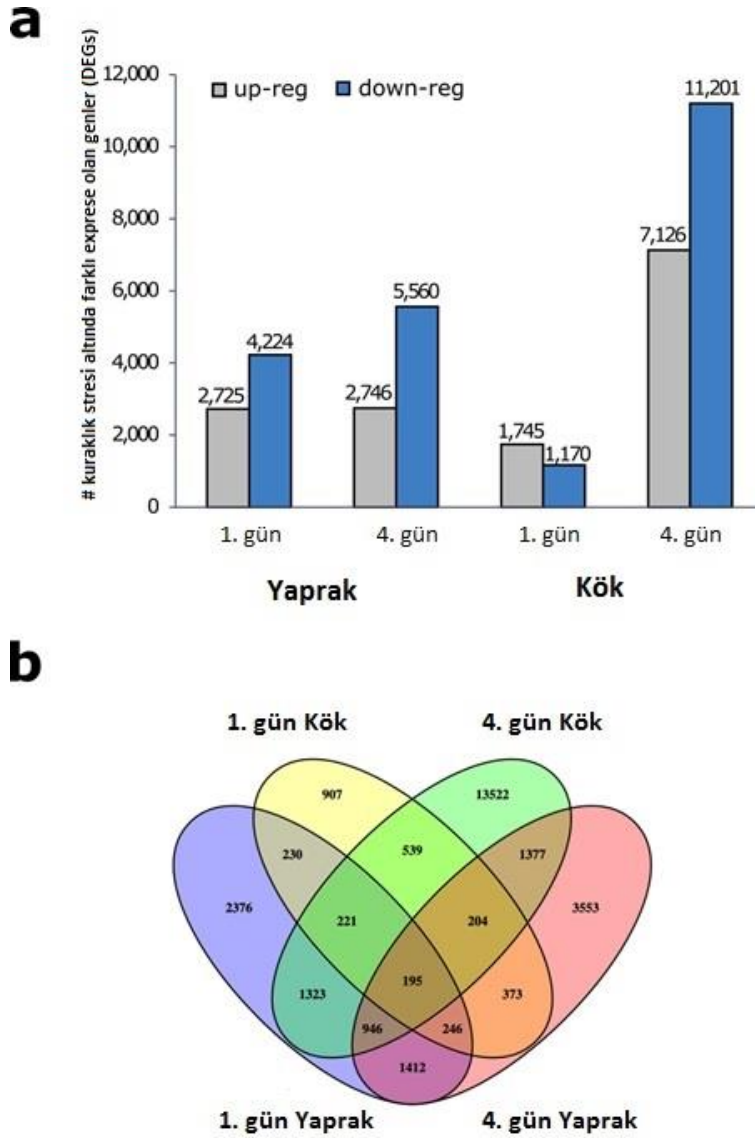 a
# kuraklık stresi altında farklı exprese olan genler (DEGs)
12,000
10,000
8,000
6,000
4,000
2,000
0
up-reg down-reg
2,725
4,224
2,746
5,560
1,745
1,170
7,126
11,201
1. gün 4. gün 1. gün 4. gün
Yaprak Kök
b
1. gün Kök 4. gün Kök
907 13522
230 539 1377
2376 221 204 3553
195
1323 373
946 246
1412
1. gün Yaprak 4. gün Yaprak